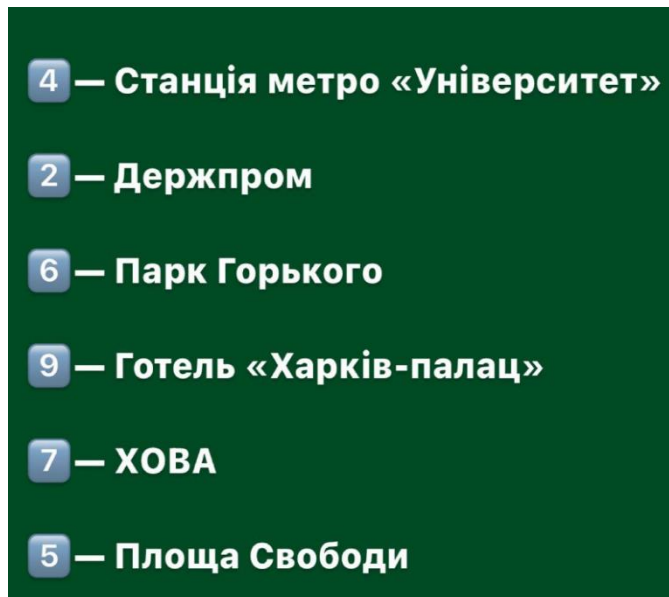 4️⃣ — Станція метро «Університет»
2️⃣ — Держпром
6️⃣ — Парк Горького
9️⃣ — Готель «Харків-палац»
7️⃣ — ХОВА
5️⃣ — Площа Свободи